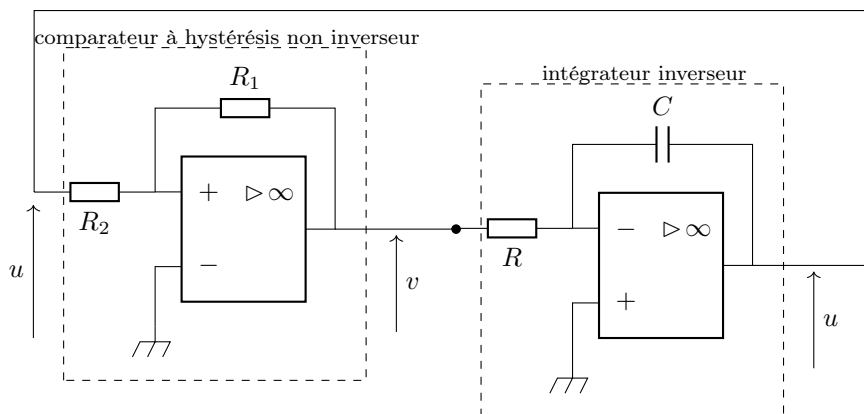 comparateur à hystérésis non inverseur
R₁
+ ▷ ∞
R₂
−
u
v
intégrateur inverseur
C
− ▷ ∞
R
+
u